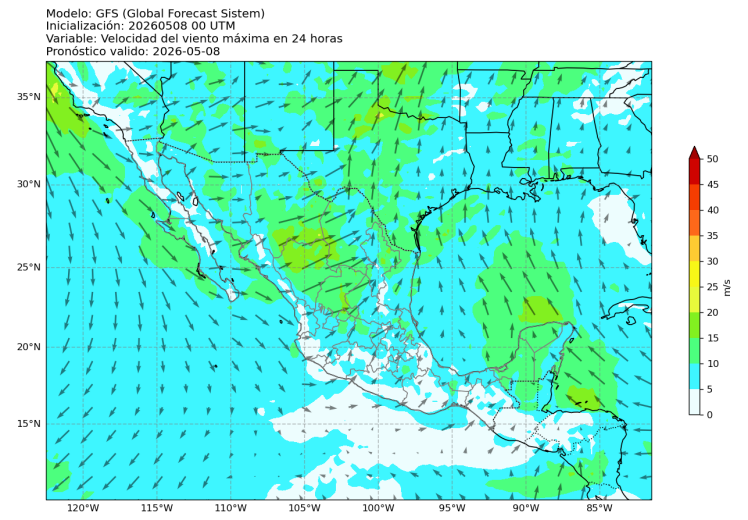 Modelo: GFS (Global Forecast Sistem)
Inicialización: 20260508 00 UTM
Variable: Velocidad del viento máxima en 24 horas
Pronóstico valido: 2026-05-08
35°N
30°N
25°N
20°N
15°N
120°W
115°W
110°W
105°W
100°W
95°W
90°W
85°W
50
45
40
35
30
25
20
15
10
5
0
m/s